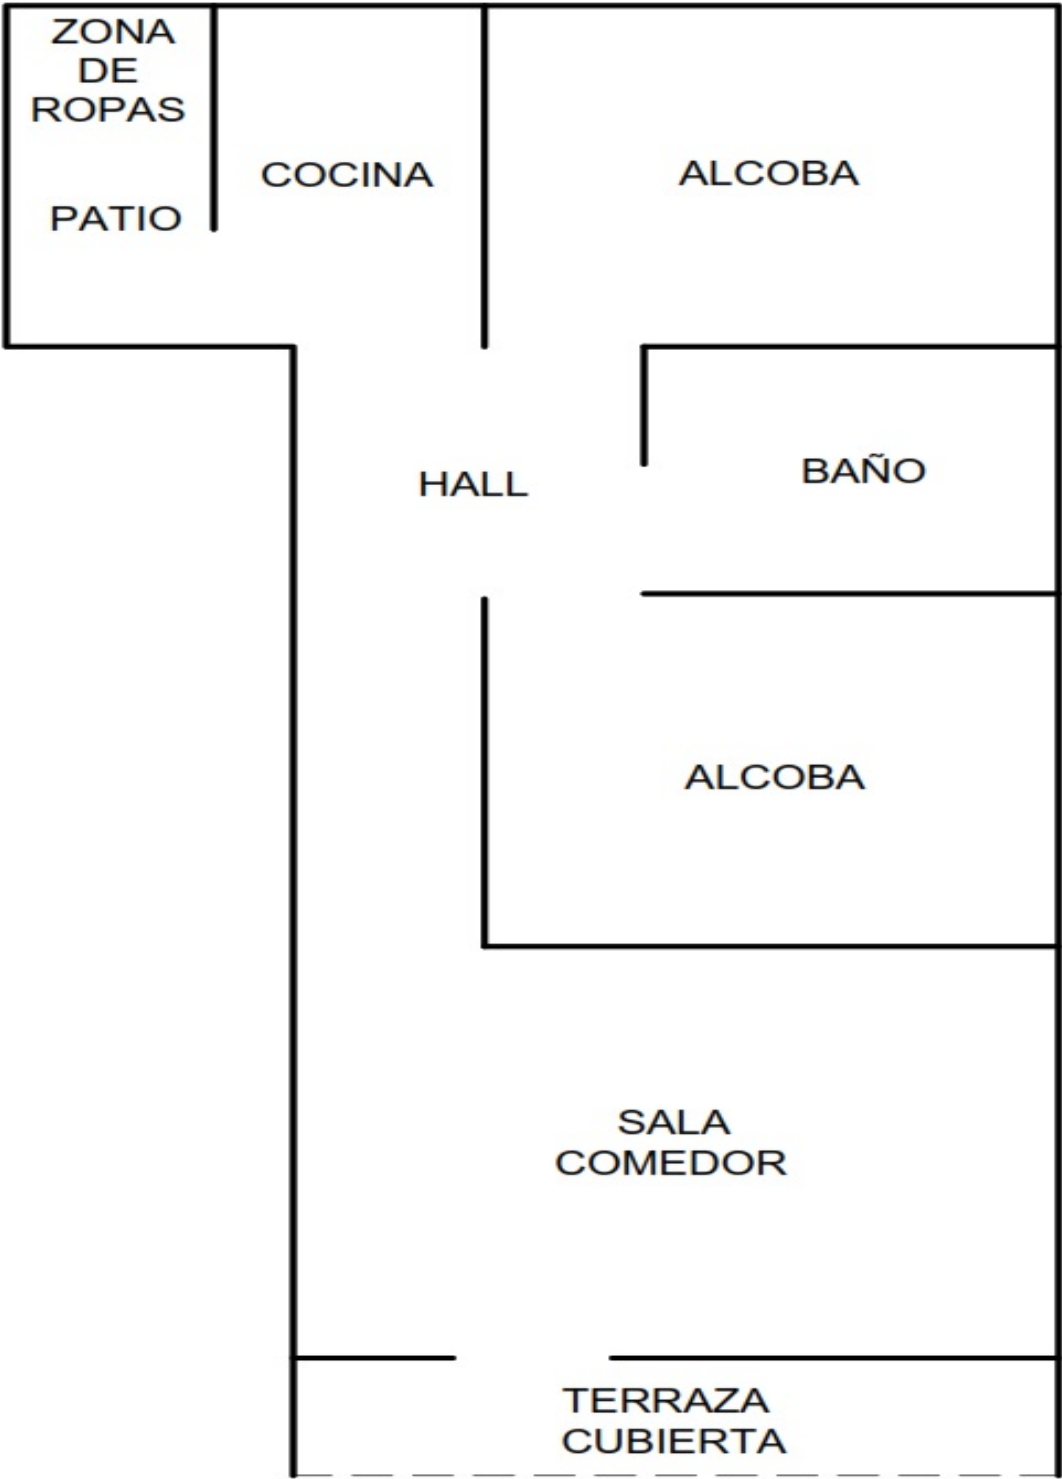 ZONA
DE
ROPAS
PATIO
COCINA
ALCOBA
HALL
BAÑO
ALCOBA
SALA
COMEDOR
TERRAZA
CUBIERTA